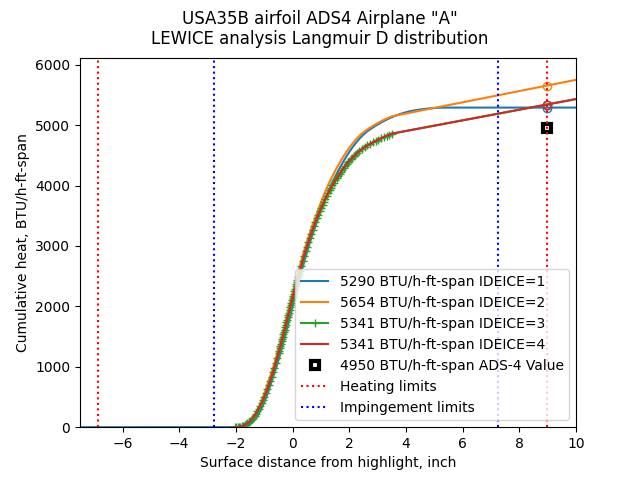 USA35B airfoil ADS4 Airplane "A"
LEWICE analysis Langmuir D distribution
Cumulative heat, BTU/h-ft-span
6000
5000
4000
3000
2000
1000
0
5290 BTU/h-ft-span IDEICE=1
5654 BTU/h-ft-span IDEICE=2
5341 BTU/h-ft-span IDEICE=3
5341 BTU/h-ft-span IDEICE=4
4950 BTU/h-ft-span ADS-4 Value
Heating limits
Impingement limits
−6 −4 −2 0 2 4 6 8 10
Surface distance from highlight, inch